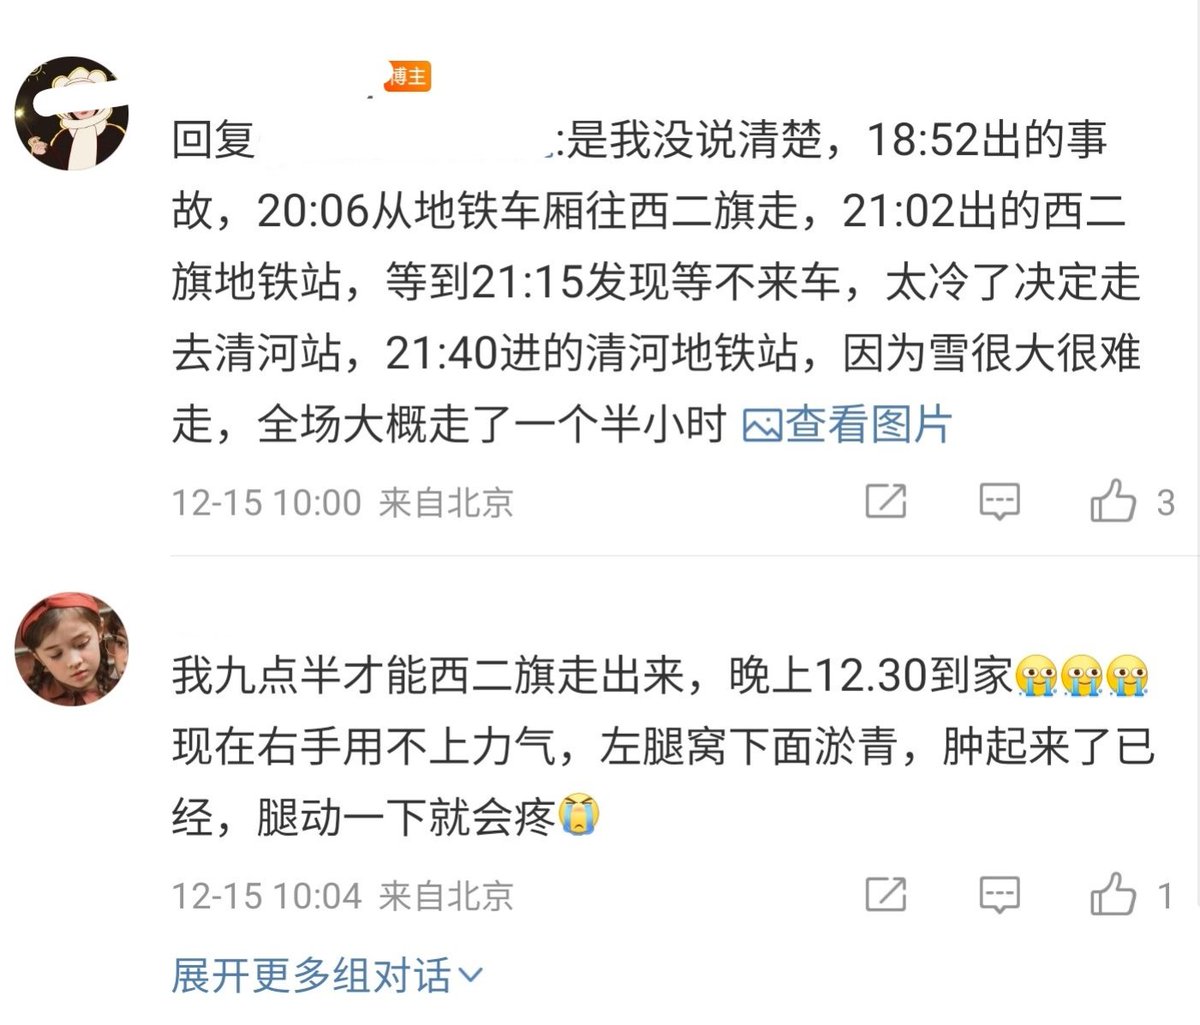 博主
回复:是我没说清楚，18:52出的事
故，20:06从地铁车厢往西二旗走，21:02出的西二
旗地铁站，等到21:15发现等不来车，太冷了决定走
去清河站，21:40进的清河地铁站，因为雪很大很难
走，全场大概走了一个半小时 查看图片
12-15 10:00 来自北京
3
我九点半才能西二旗走出来，晚上12.30到家😭😭😭
现在右手用不上力气，左腿窝下面淤青，肿起来了已
经，腿动一下就会疼😭
12-15 10:04 来自北京
1
展开更多组对话